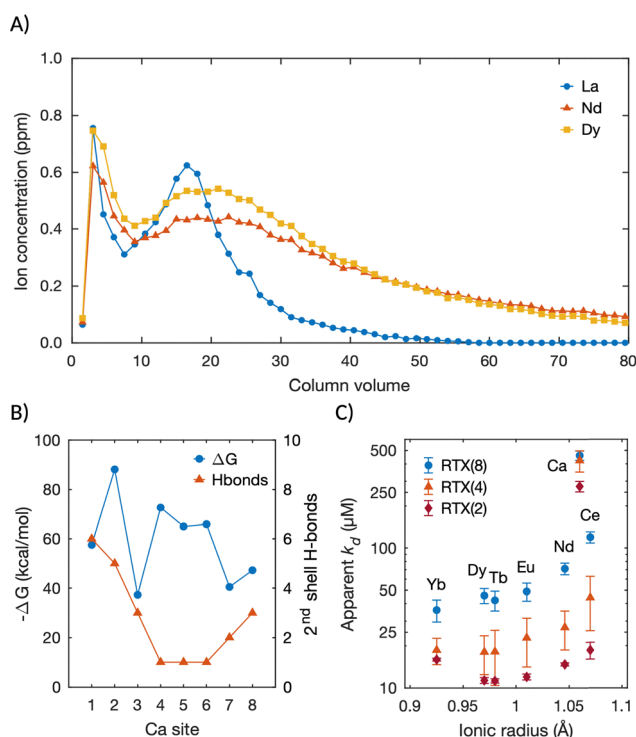 A)
1.0
0.8
0.6
0.4
0.2
0.0
Ion concentration (ppm)
La
Nd
Dy
0 10 20 30 40 50 60 70 80
Column volume
B)
100
80
60
40
20
0
-ΔG (kcal/mol)
ΔG
Hbonds
10
8
6
4
2
0
2nd shell H-bonds
1 2 3 4 5 6 7 8
Ca site
C)
500
250
100
50
25
10
Apparent kd (µM)
RTX(8)
RTX(4)
RTX(2)
Ca
Ce
Nd
Eu
Dy
Tb
Yb
0.9 0.95 1 1.05 1.1
Ionic radius (Å)